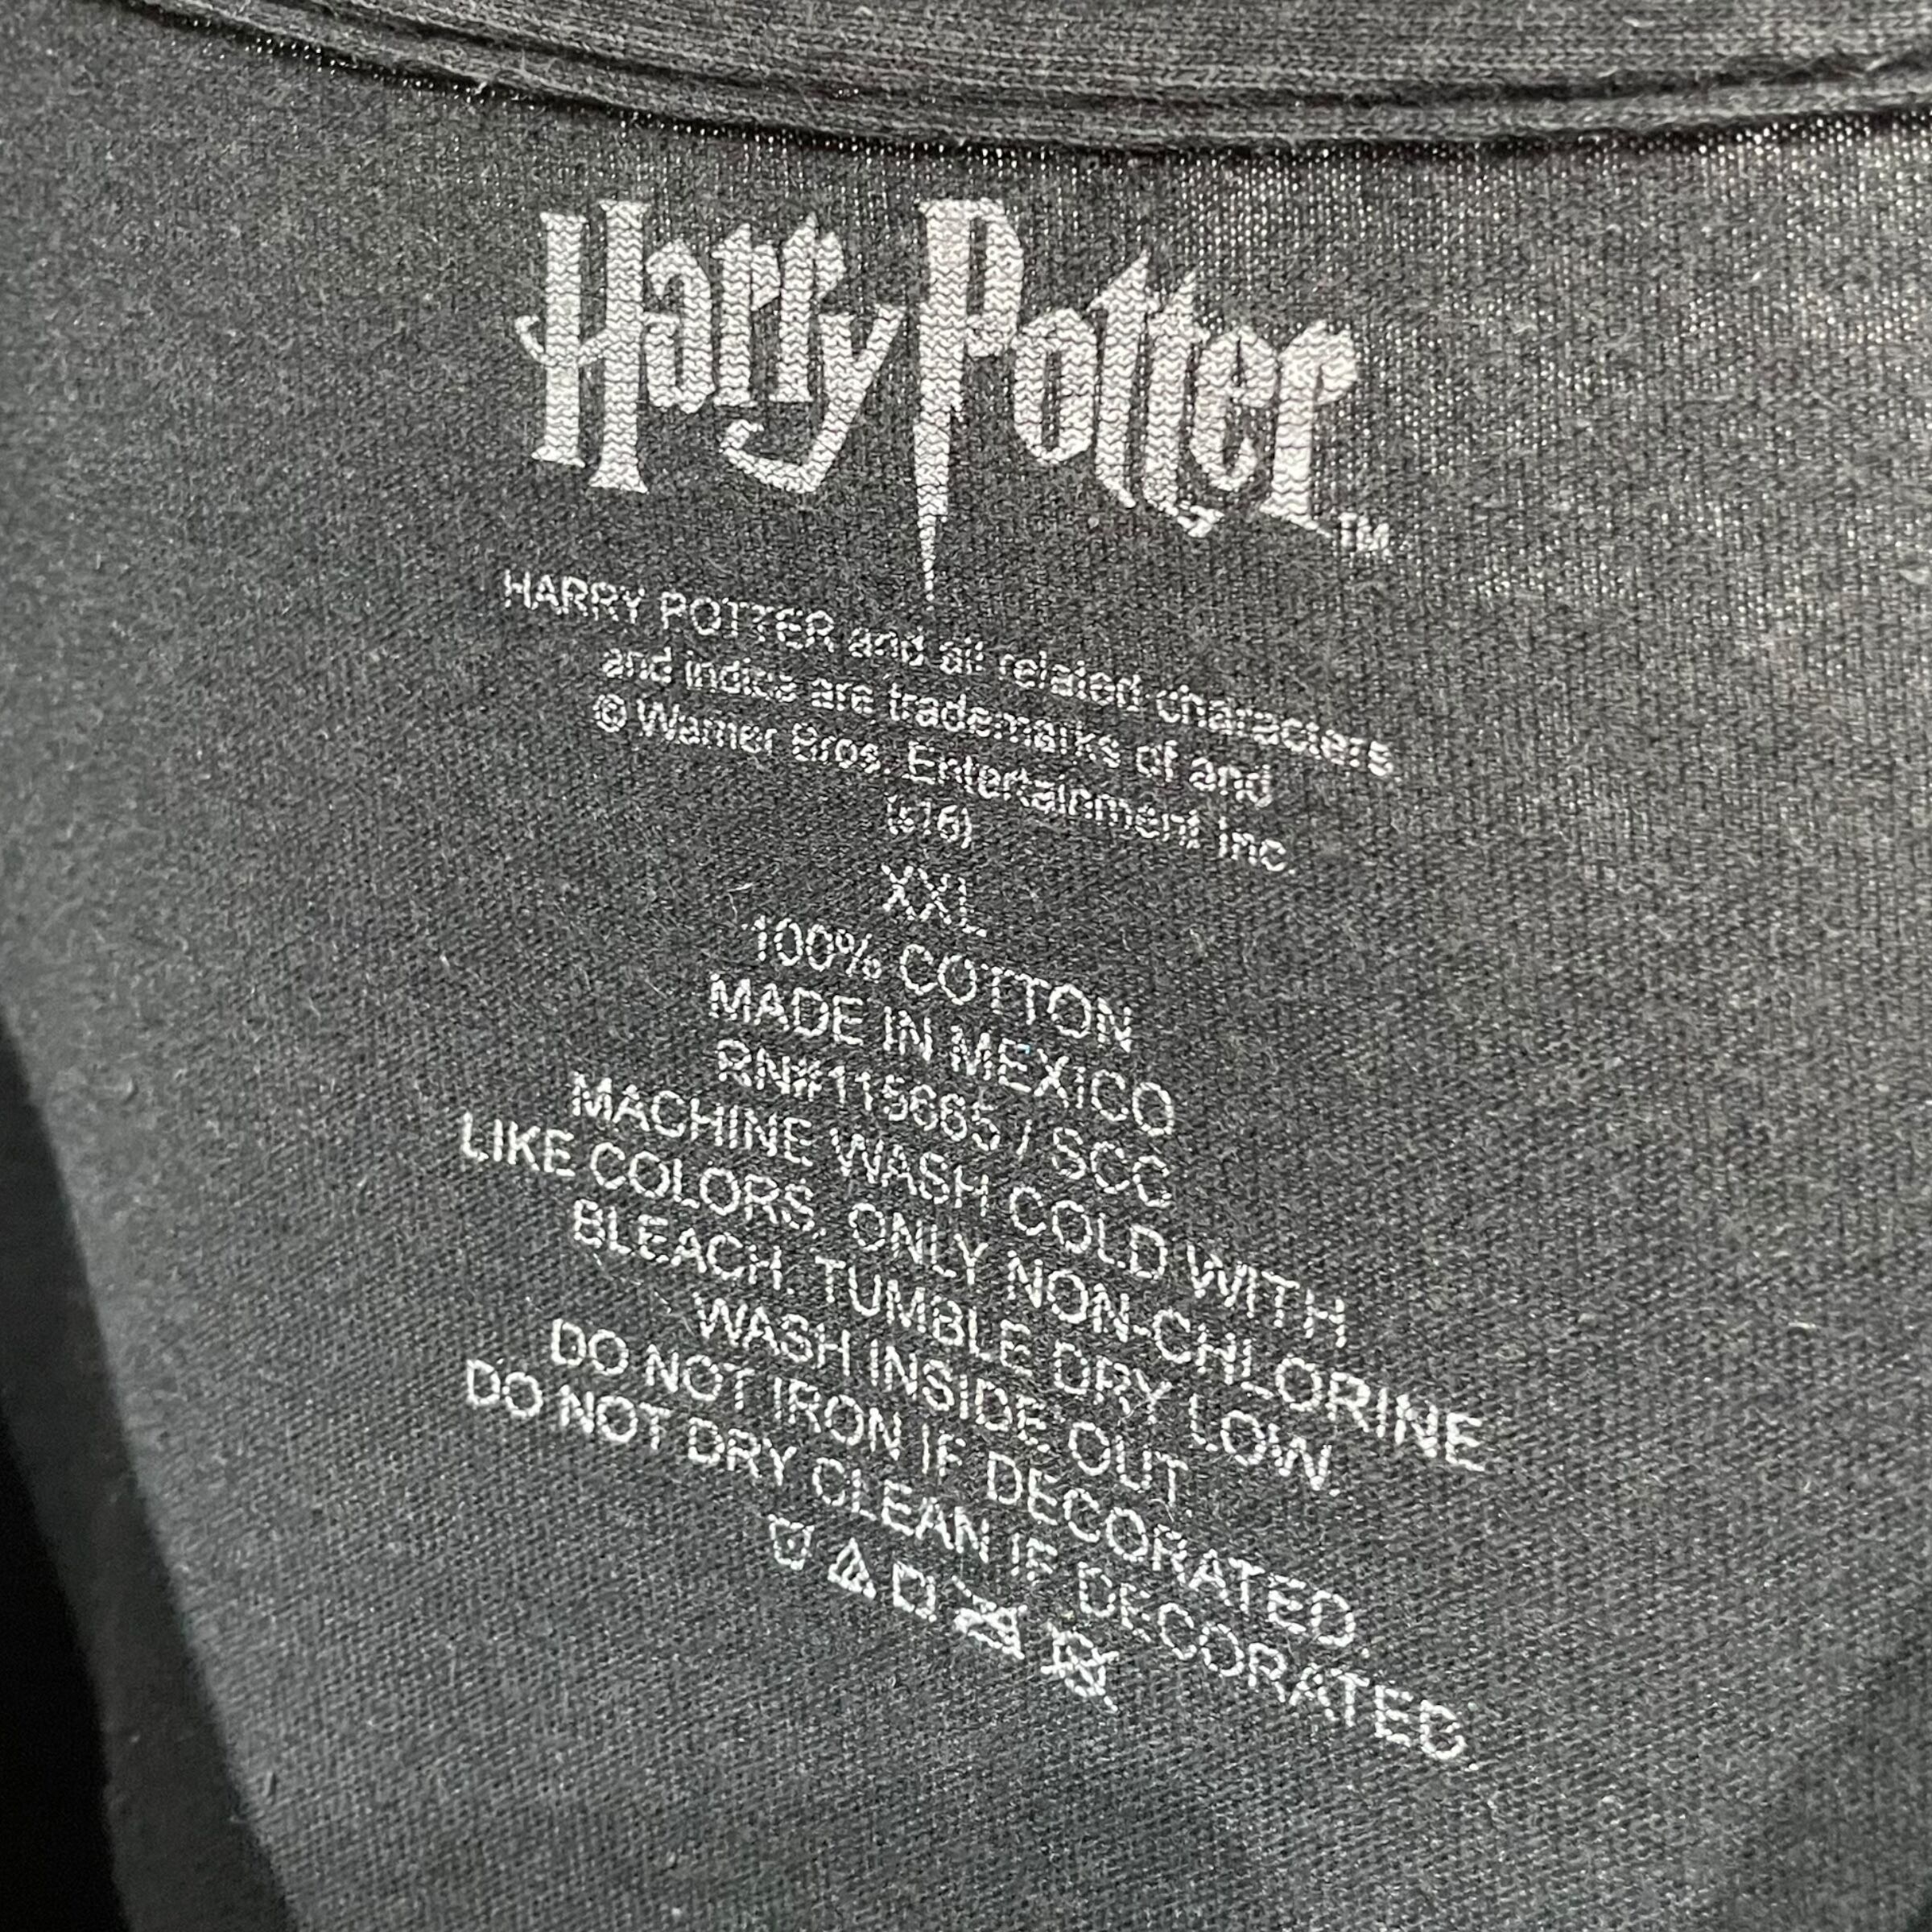 Harry Potter™
HARRY POTTER and all related characters
and indicia are trademarks of and
© Warner Bros. Entertainment Inc.
(s16)
XXL
100% COTTON
MADE IN MEXICO
RN#115665 / SCG
MACHINE WASH COLD WITH
LIKE COLORS, ONLY NON-CHLORINE
BLEACH. TUMBLE DRY LOW.
WASH INSIDE OUT.
DO NOT IRON IF DECORATED.
DO NOT DRY CLEAN IF DECORATED